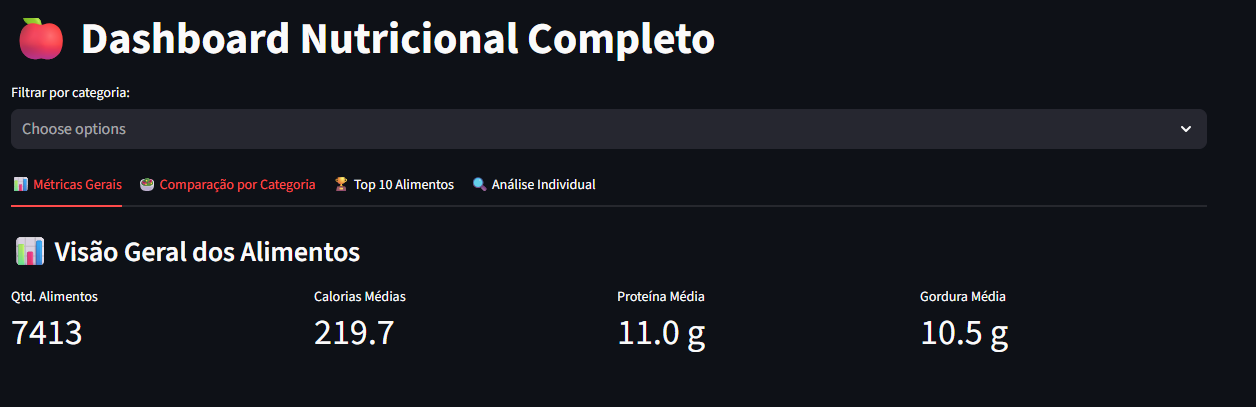 Dashboard Nutricional Completo
Filtrar por categoria:
Choose options
Métricas Gerais Comparação por Categoria Top 10 Alimentos Análise Individual
Visão Geral dos Alimentos
Qtd. Alimentos Calorias Médias Proteína Média Gordura Média
7413 219.7 11.0 g 10.5 g